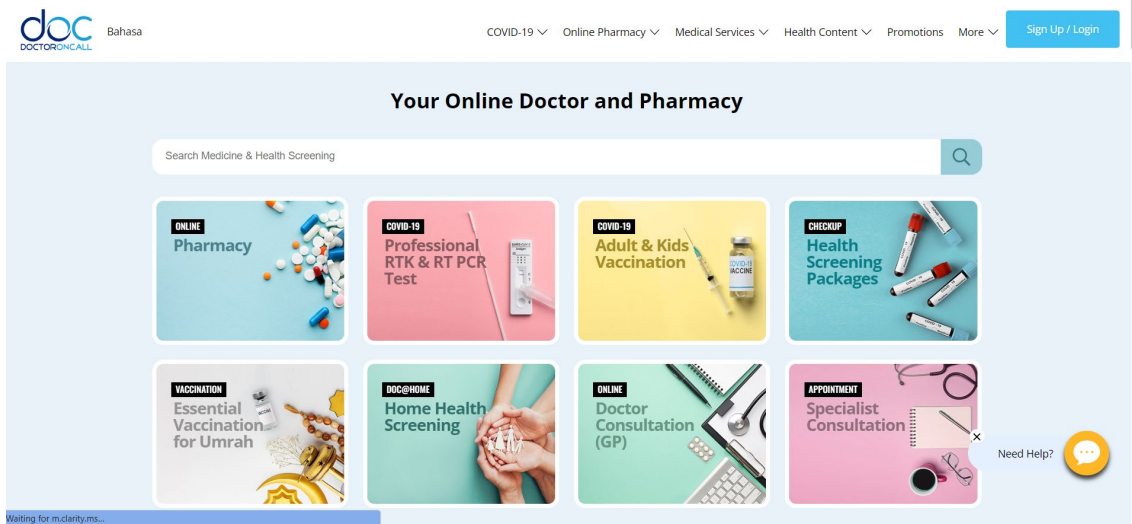 doc
DOCTORONCALL
Bahasa
COVID-19
Online Pharmacy
Medical Services
Health Content
Promotions
More
Sign Up / Login
Your Online Doctor and Pharmacy
Search Medicine & Health Screening
ONLINE
Pharmacy
COVID-19
Professional
RTK & RT PCR
Test
COVID-19
Adult & Kids
Vaccination
COVID-19
VACCINE
CHECKUP
Health
Screening
Packages
VACCINATION
Essential
Vaccination
for Umrah
DOC@HOME
Home Health
Screening
ONLINE
Doctor
Consultation
(GP)
APPOINTMENT
Specialist
Consultation
Need Help?
Waiting for m.clarity.ms...